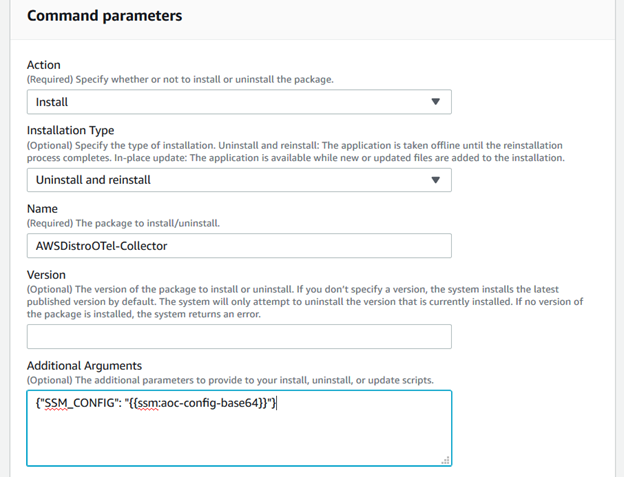 Command parameters
Action
(Required) Specify whether or not to install or uninstall the package.
Install
Installation Type
(Optional) Specify the type of installation. Uninstall and reinstall: The application is taken offline until the reinstallation
process completes. In-place update: The application is available while new or updated files are added to the installation.
Uninstall and reinstall
Name
(Required) The package to install/uninstall.
AWSDistroOTel-Collector
Version
(Optional) The version of the package to install or uninstall. If you don't specify a version, the system installs the latest
published version by default. The system will only attempt to uninstall the version that is currently installed. If no version of
the package is installed, the system returns an error.
Additional Arguments
(Optional) The additional parameters to provide to your install, uninstall, or update scripts.
{"SSM_CONFIG": "{{ssm:aoc-config-base64}}"}